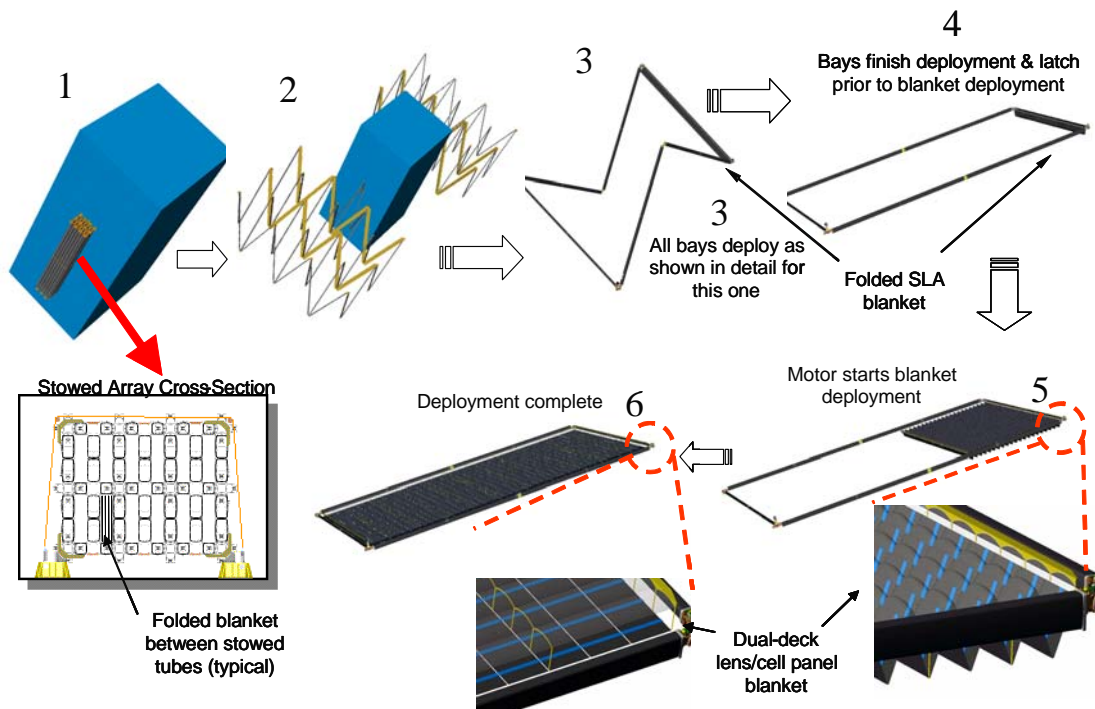 1
2
3
4
Bays finish deployment & latch
prior to blanket deployment
3
All bays deploy as
shown in detail for
this one
Folded SLA
blanket
Stowed Array Cross-Section
Folded blanket
between stowed
tubes (typical)
Motor starts blanket
deployment
5
Deployment complete
6
Dual-deck
lens/cell panel
blanket